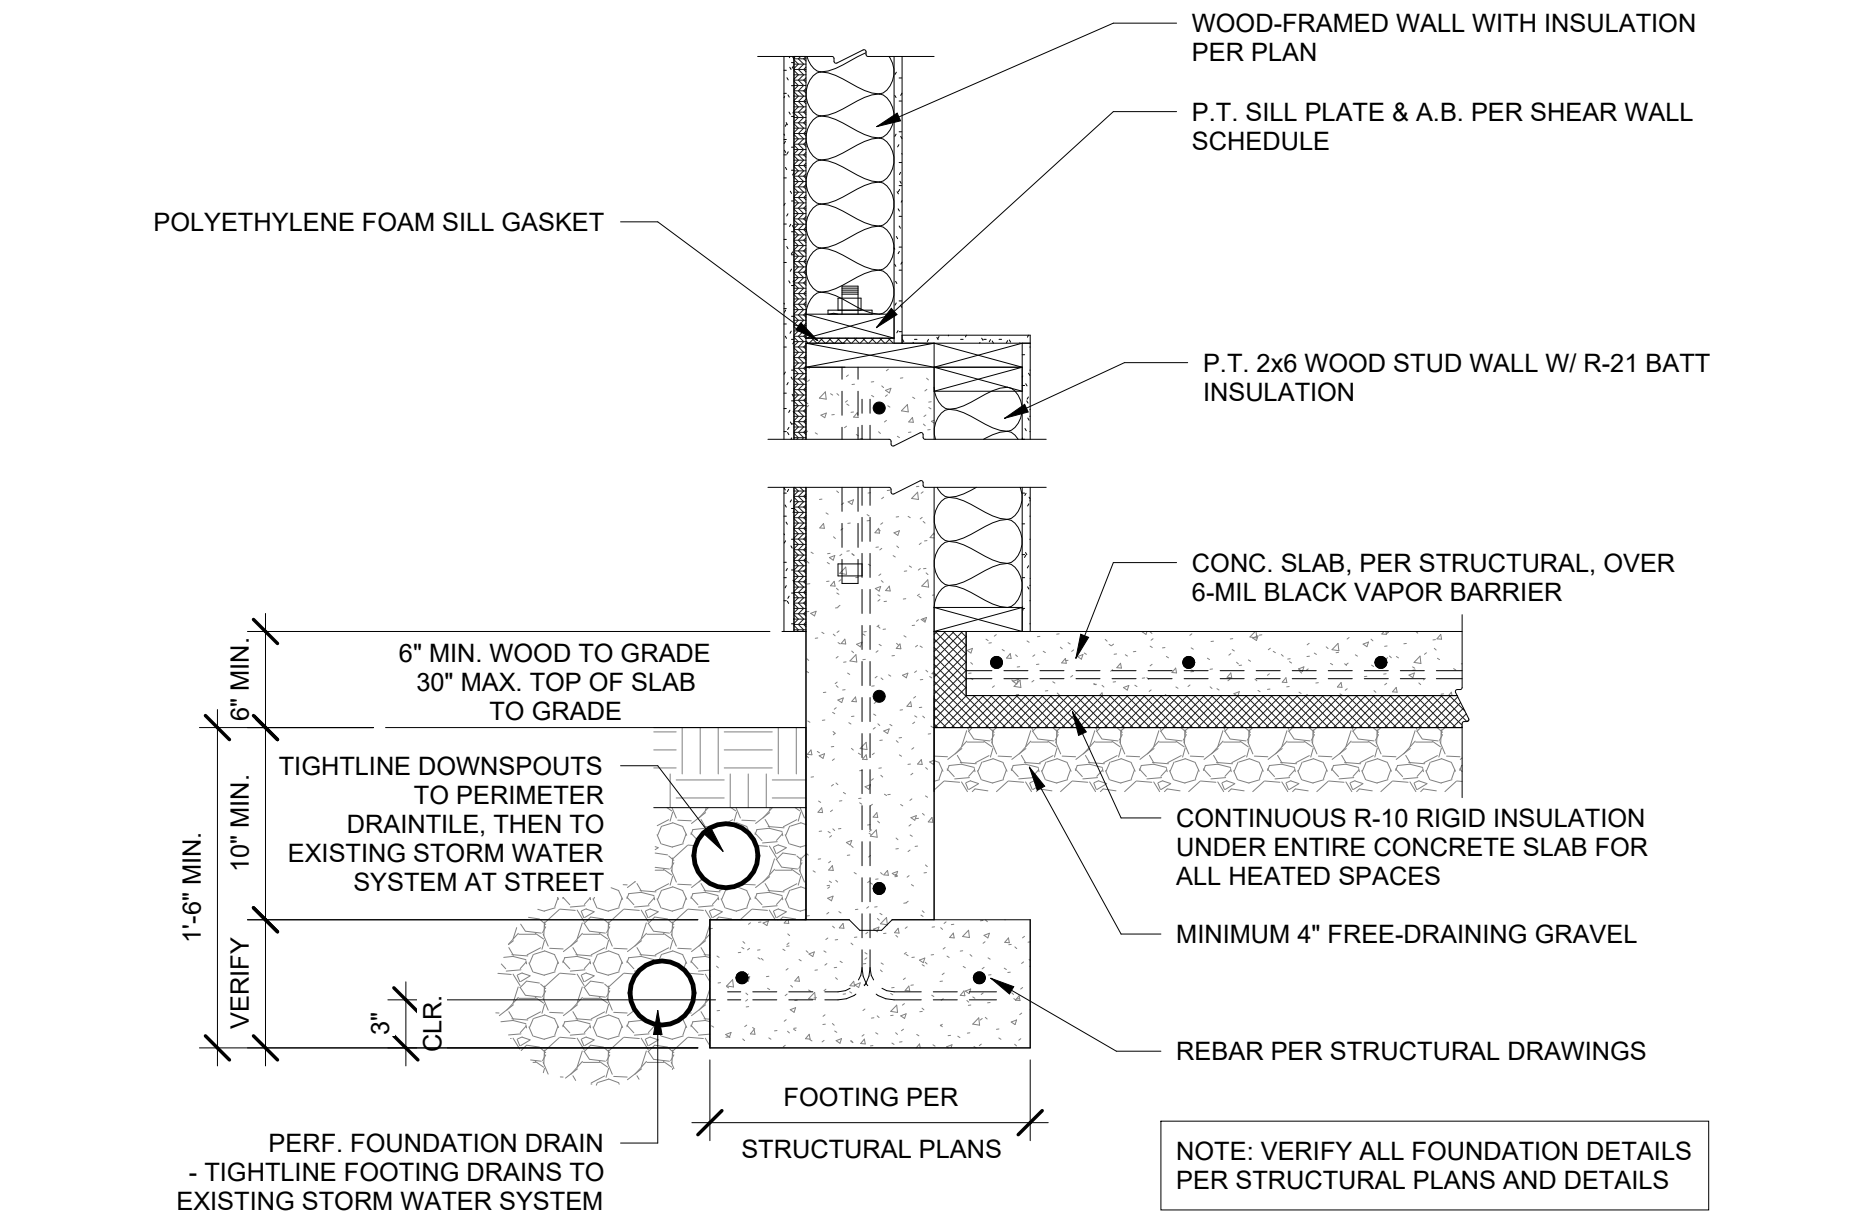 WOOD-FRAMED WALL WITH INSULATION
PER PLAN
P.T. SILL PLATE & A.B. PER SHEAR WALL
SCHEDULE
POLYETHYLENE FOAM SILL GASKET
P.T. 2x6 WOOD STUD WALL W/ R-21 BATT
INSULATION
CONC. SLAB, PER STRUCTURAL, OVER
6-MIL BLACK VAPOR BARRIER
6" MIN. WOOD TO GRADE
30" MAX. TOP OF SLAB
TO GRADE
6" MIN.
TIGHTLINE DOWNSPOUTS
TO PERIMETER
DRAINTILE, THEN TO
EXISTING STORM WATER
SYSTEM AT STREET
10" MIN.
1'-6" MIN.
VERIFY
3"
CLR.
CONTINUOUS R-10 RIGID INSULATION
UNDER ENTIRE CONCRETE SLAB FOR
ALL HEATED SPACES
MINIMUM 4" FREE-DRAINING GRAVEL
REBAR PER STRUCTURAL DRAWINGS
FOOTING PER
STRUCTURAL PLANS
PERF. FOUNDATION DRAIN
- TIGHTLINE FOOTING DRAINS TO
EXISTING STORM WATER SYSTEM
NOTE: VERIFY ALL FOUNDATION DETAILS
PER STRUCTURAL PLANS AND DETAILS